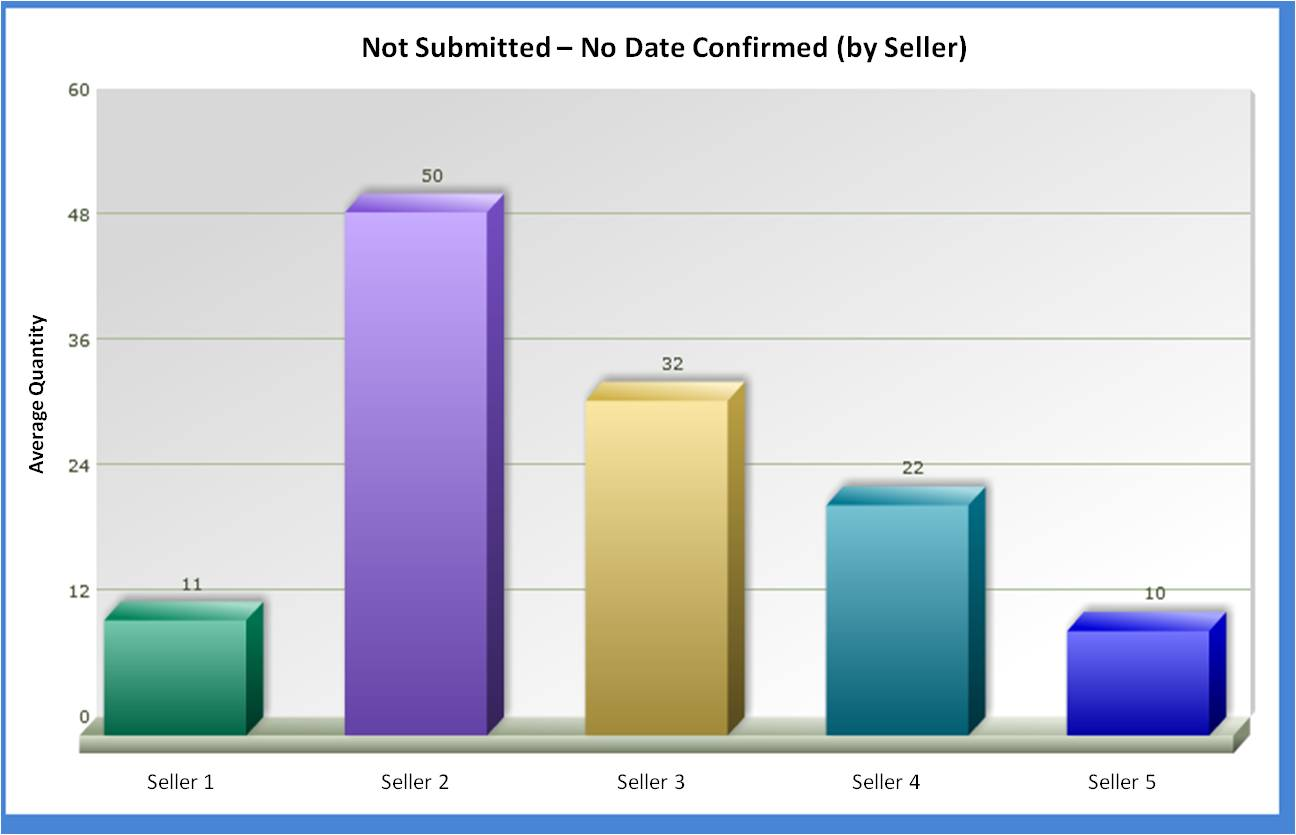 Not Submitted – No Date Confirmed (by Seller)
60
48
36
24
12
0
Average Quantity
11
50
32
22
10
Seller 1
Seller 2
Seller 3
Seller 4
Seller 5